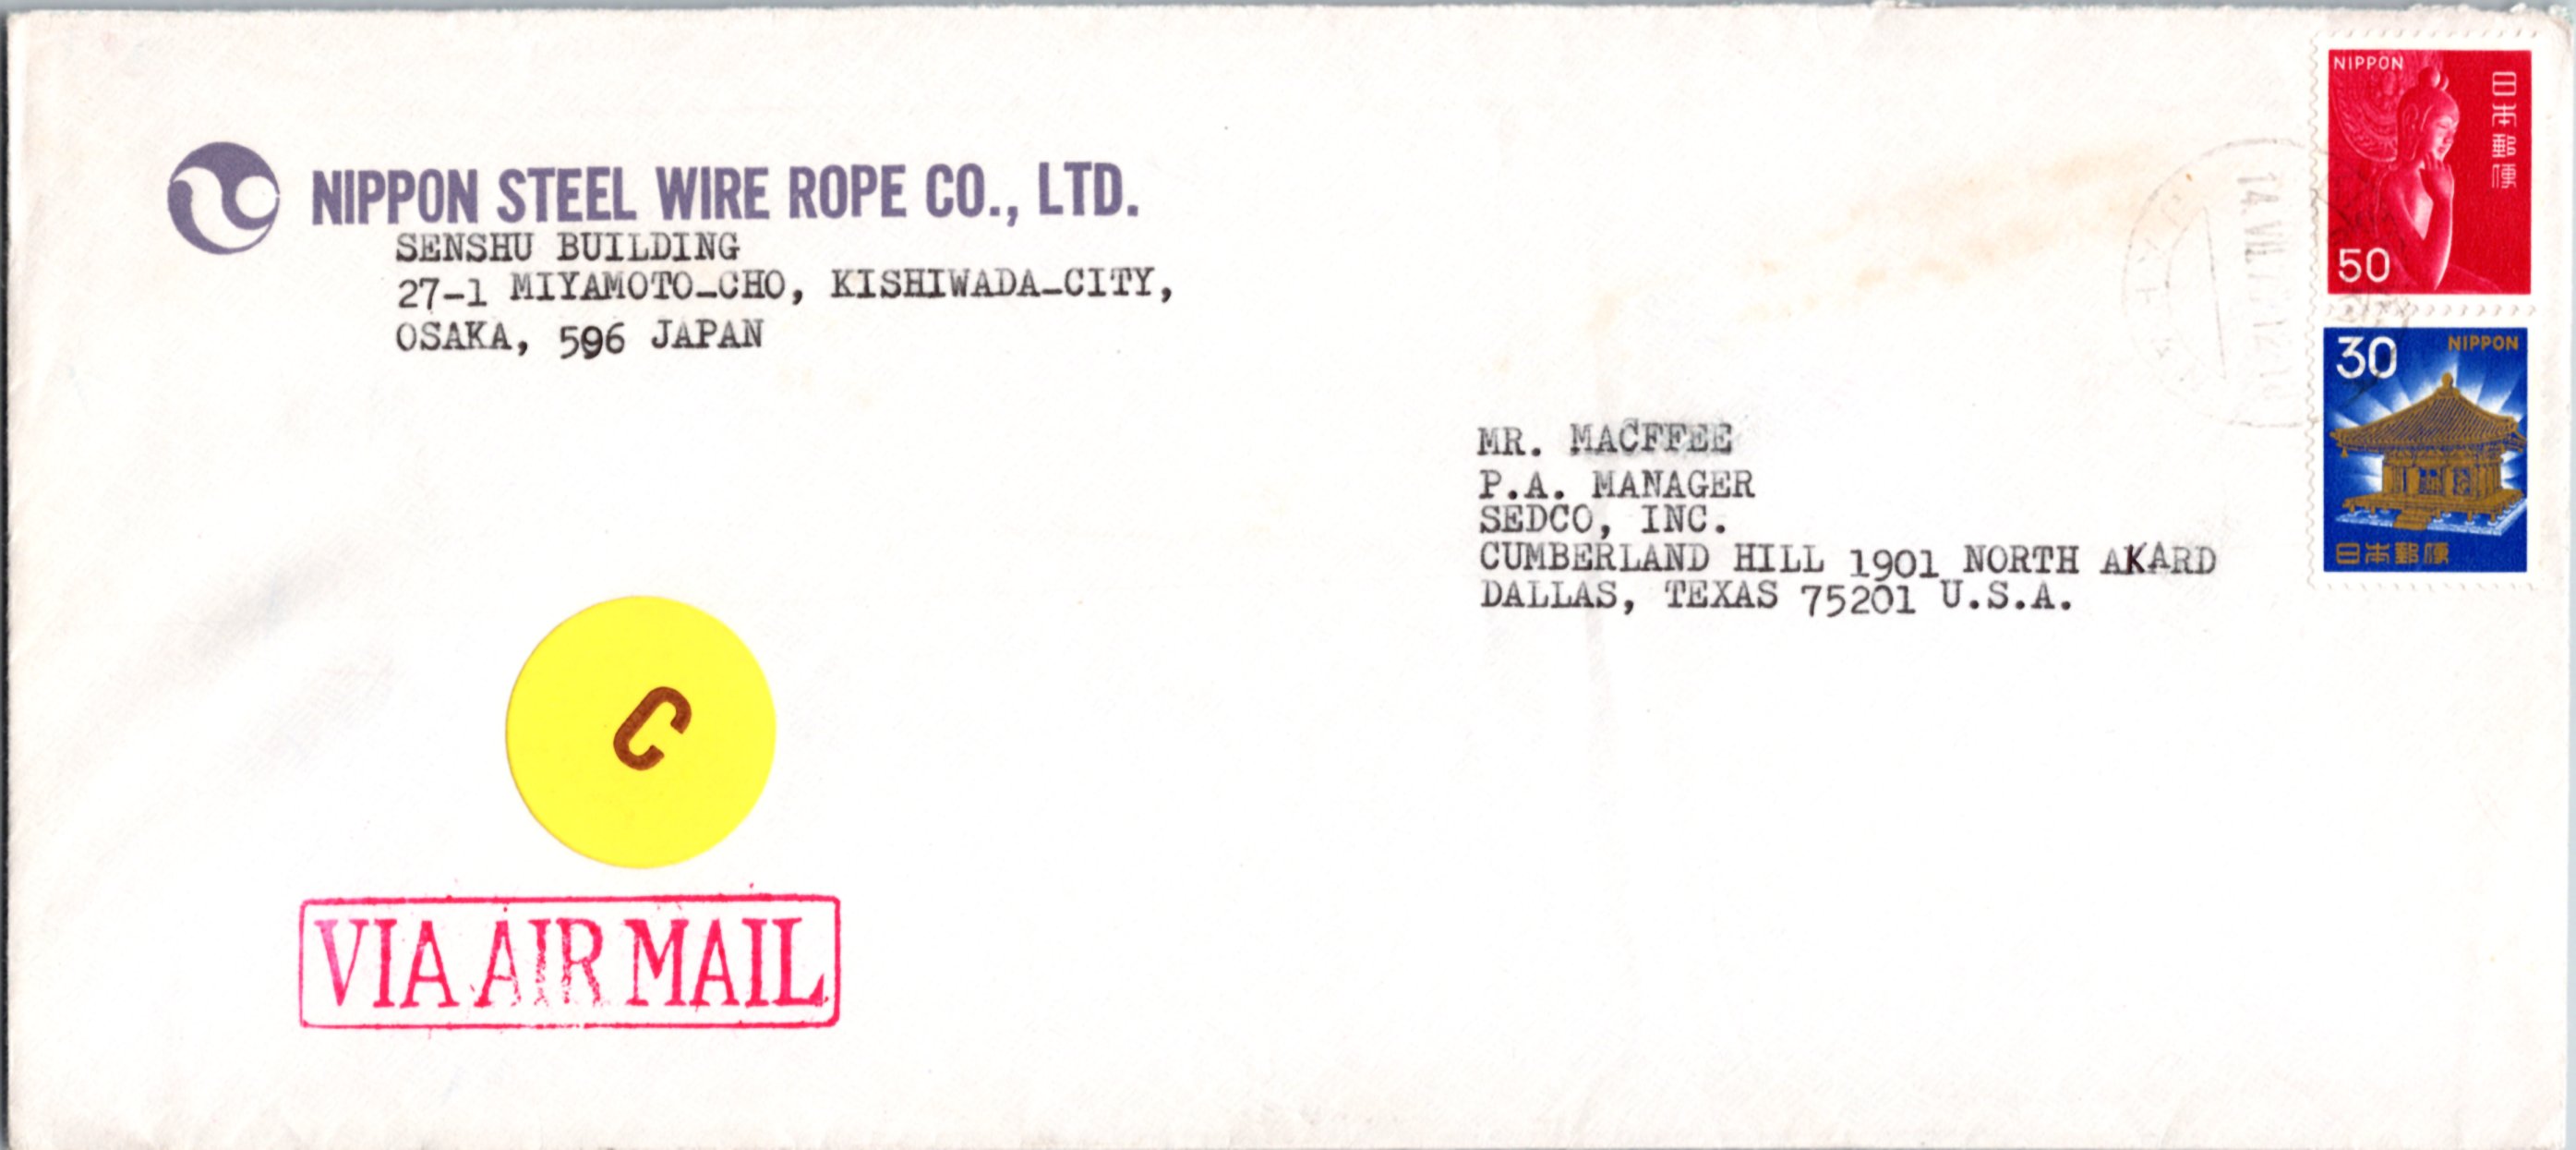 NIPPON STEEL WIRE ROPE CO., LTD.
SENSHU BUILDING
27-1 MIYAMOTO-CHO, KISHIWADA-CITY,
OSAKA, 596 JAPAN
NIPPON
日本郵便
50
30 NIPPON
日本郵便
MR. MACFFEE
P.A. MANAGER
SEDCO, INC.
CUMBERLAND HILL 1901 NORTH AKARD
DALLAS, TEXAS 75201 U.S.A.
C
VIA AIR MAIL